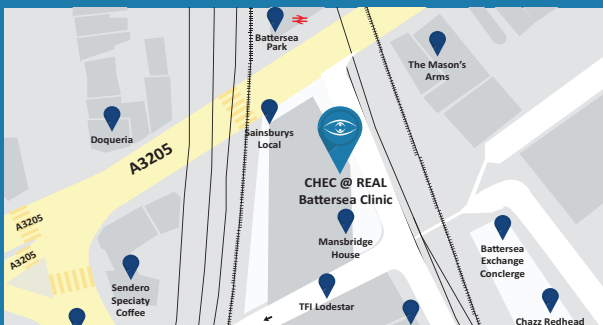 Battersea
Park
The Mason's
Arms
Doqueria
Sainsburys
Local
A3205
CHEC @ REAL
Battersea Clinic
A3205
Mansbridge
House
A3205
Battersea
Exchange
Concierge
Sendero
Speciaty
Coffee
TFI Lodestar
Chazz Redhead